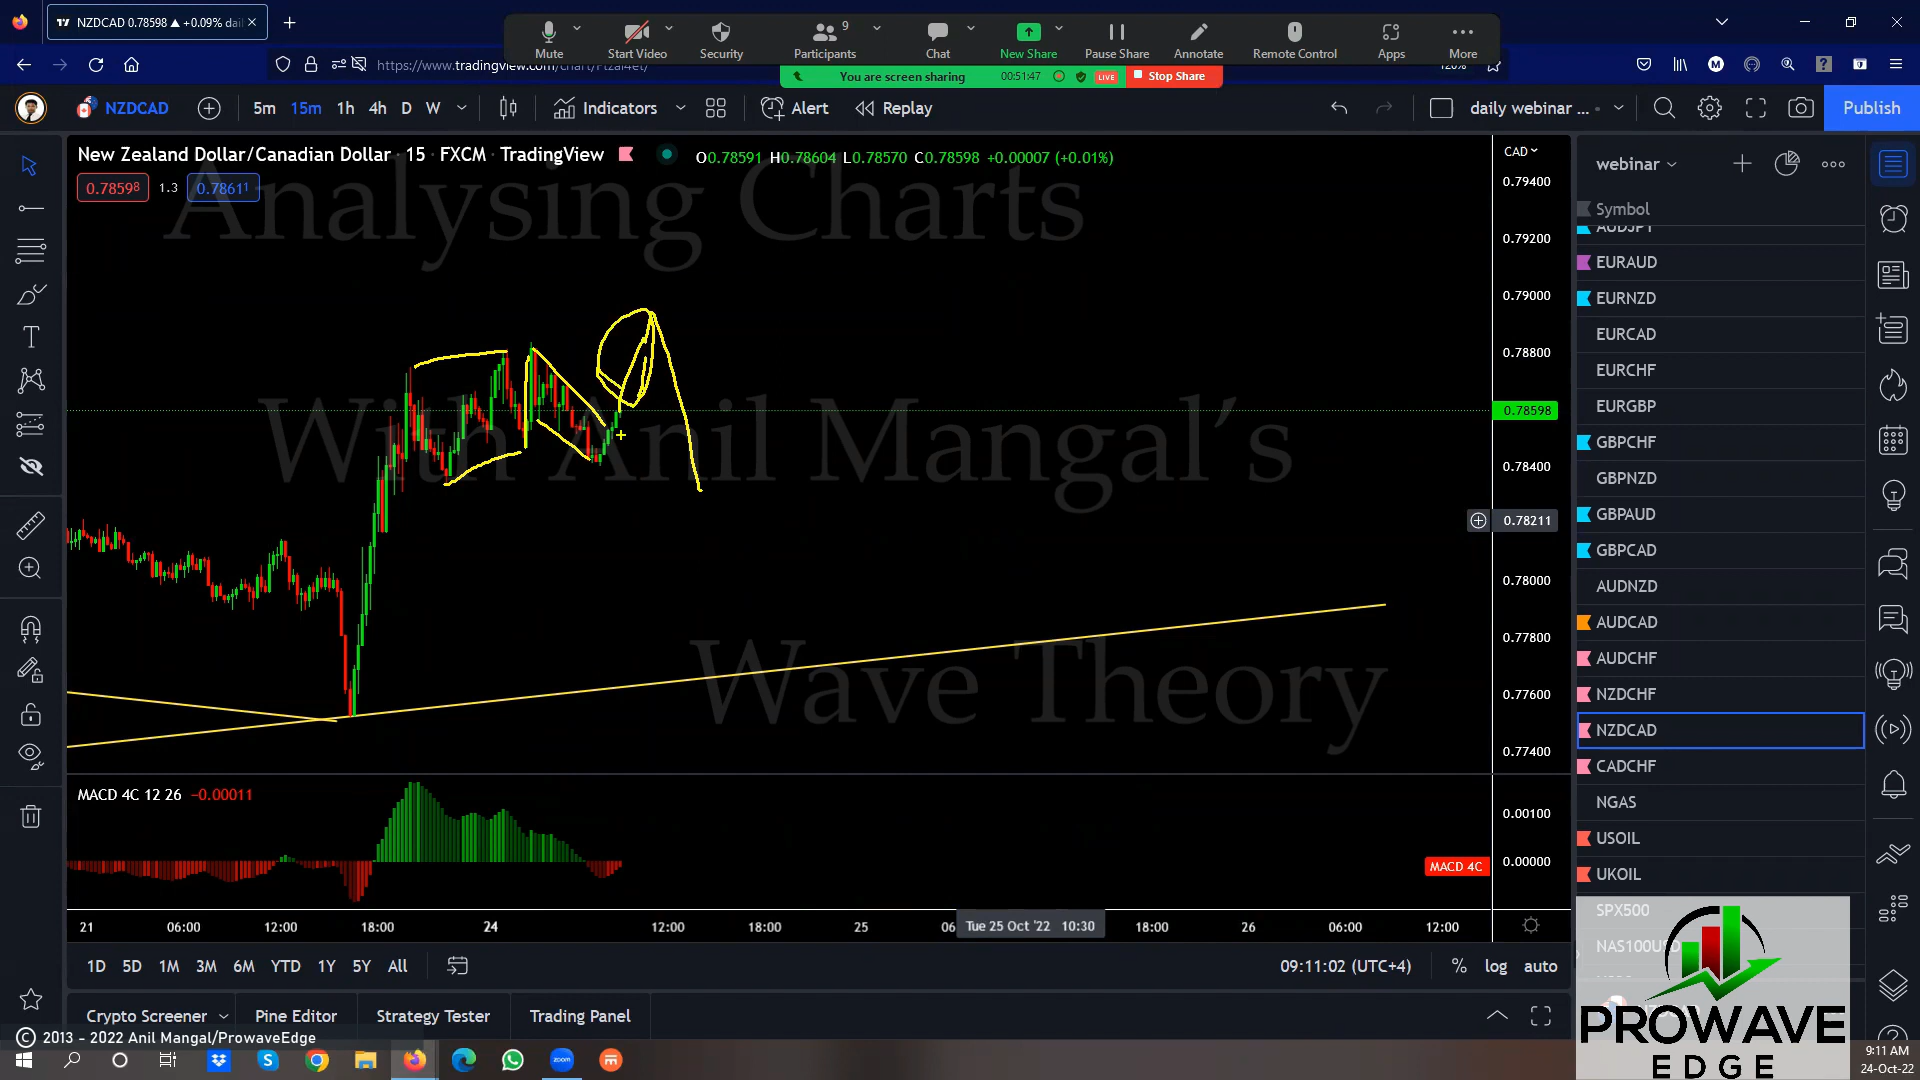 NZDCAD 0.78598 ▲ +0.09% dail
Mute
Start Video
Security
Participants
9
Chat
New Share
Pause Share
Annotate
Remote Control
Apps
More
You are screen sharing
00:51:47
LIVE
Stop Share
NZDCAD
5m 15m 1h 4h D W
Indicators
Alert
Replay
daily webinar ...
Publish
New Zealand Dollar/Canadian Dollar · 15 · FXCM · TradingView
O0.78591 H0.78604 L0.78570 C0.78598 +0.00007 (+0.01%)
0.78598 1.3 0.78611
Analysing Charts
With Anil Mangal's
Wave Theory
CAD
0.79400
0.79200
0.79000
0.78800
0.78598
0.78400
0.78211
0.78000
0.77800
0.77600
0.77400
MACD 4C 12 26 −0.00011
0.00100
MACD 4C
0.00000
21 06:00 12:00 18:00 24 12:00 18:00 25 06 Tue 25 Oct '22 10:30 18:00 26 06:00 12:00
1D 5D 1M 3M 6M YTD 1Y 5Y All
09:11:02 (UTC+4)
% log auto
Crypto Screener
Pine Editor
Strategy Tester
Trading Panel
© 2013 - 2022 Anil Mangal/ProwaveEdge
webinar
Symbol
AUDJPY
EURAUD
EURNZD
EURCAD
EURCHF
EURGBP
GBPCHF
GBPNZD
GBPAUD
GBPCAD
AUDNZD
AUDCAD
AUDCHF
NZDCHF
NZDCAD
CADCHF
NGAS
USOIL
UKOIL
SPX500
NAS100USD
PROWAVE
EDGE
zoom
9:11 AM
24-Oct-22